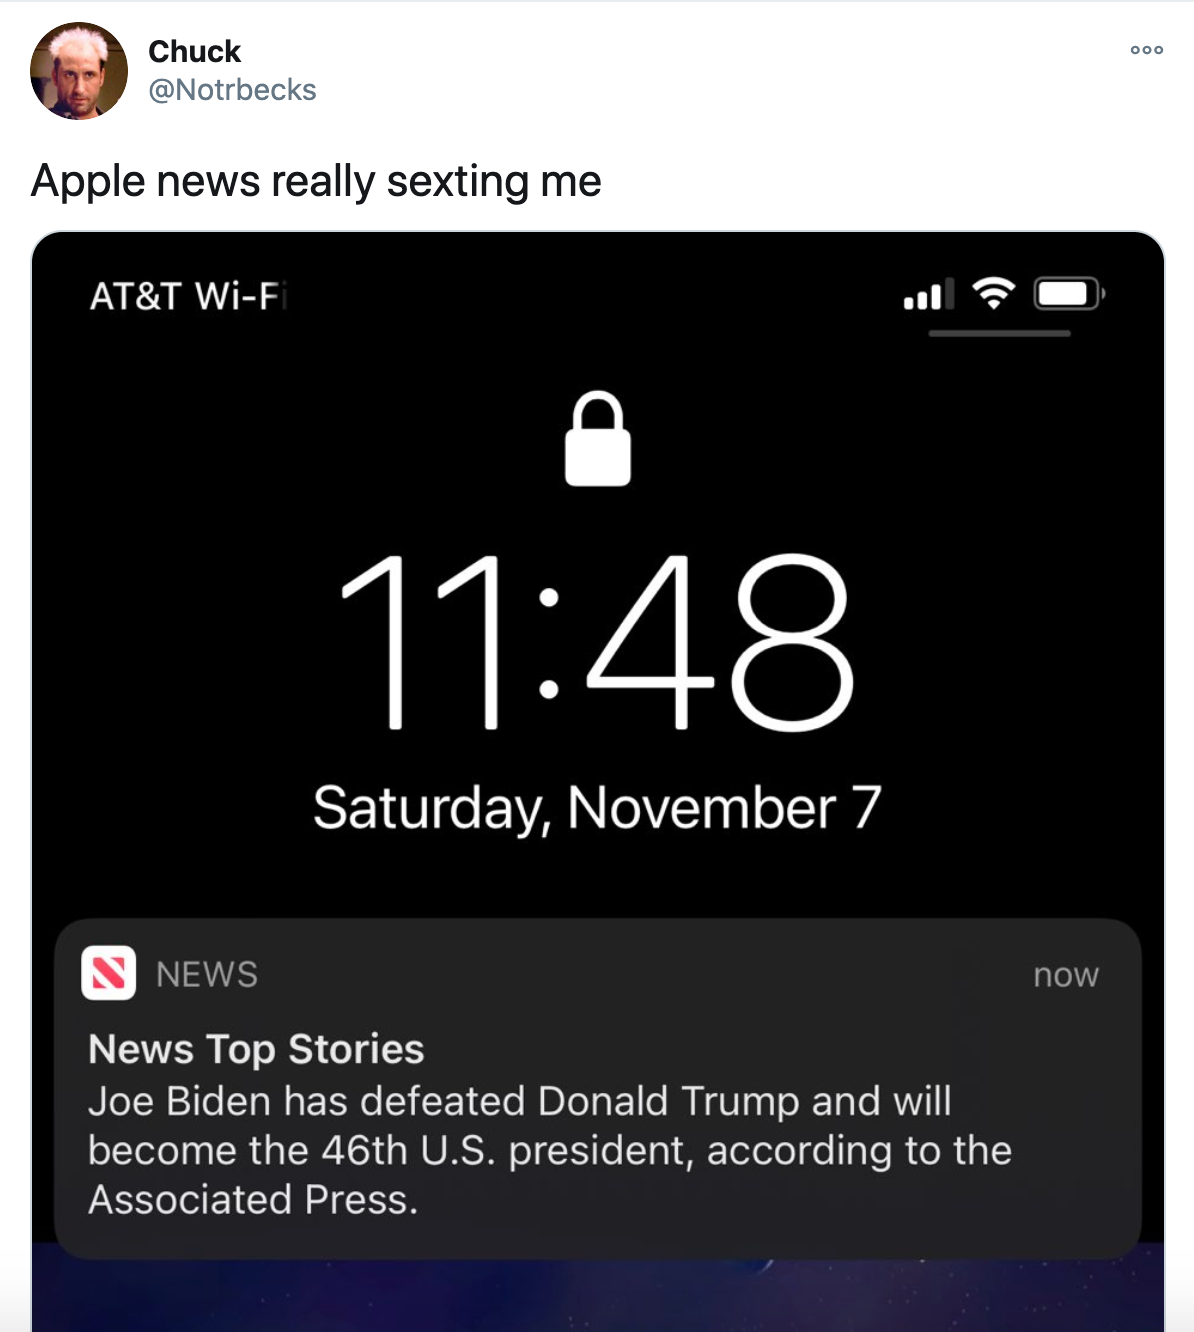 Chuck
@Notrbecks
Apple news really sexting me
AT&T Wi-Fi
11:48
Saturday, November 7
NEWS
now
News Top Stories
Joe Biden has defeated Donald Trump and will
become the 46th U.S. president, according to the
Associated Press.